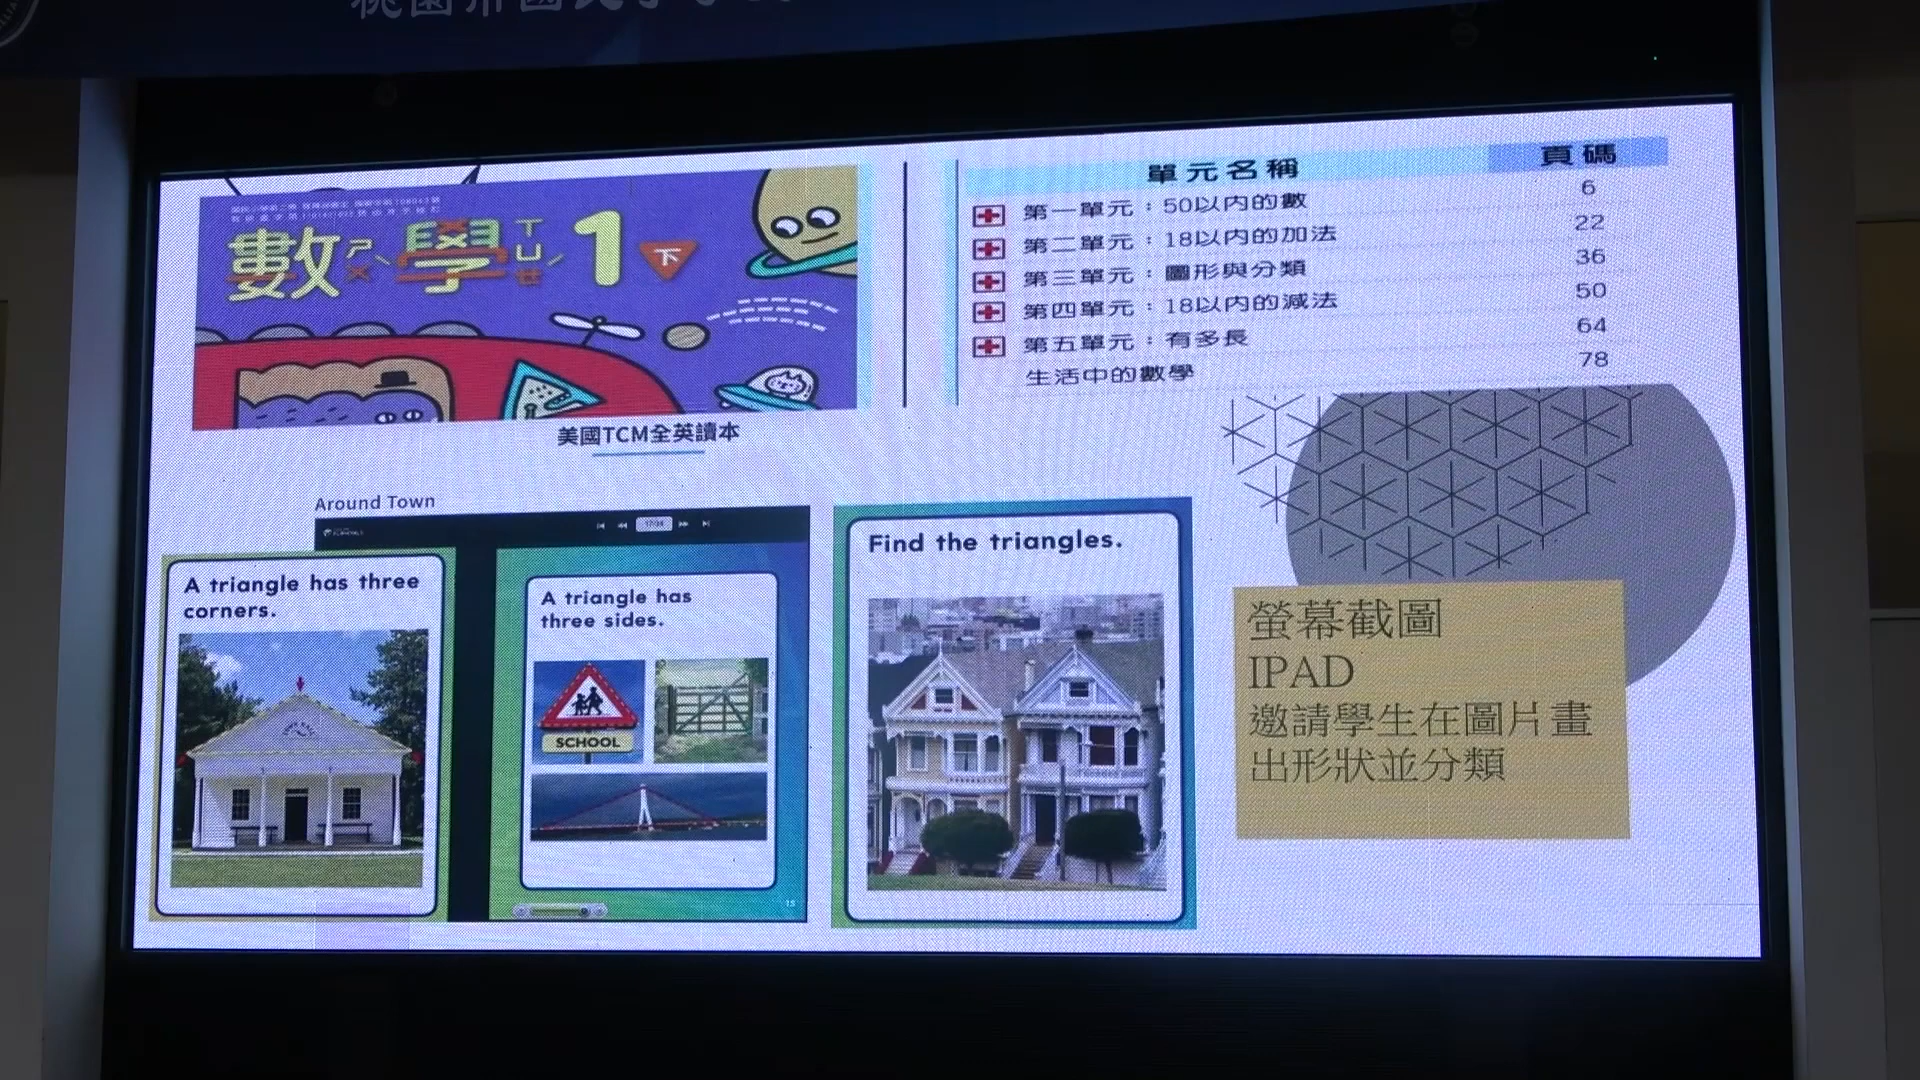 數學1下
ㄕㄨˋ
ㄒㄩㄝˊ
單元名稱 頁碼
第一單元：50以內的數 6
第二單元：18以內的加法 22
第三單元：圖形與分類 36
第四單元：18以內的減法 50
第五單元：有多長 64
生活中的數學 78
美國TCM全英讀本
Around Town
17/24
A triangle has three
corners.
A triangle has
three sides.
SCHOOL
15
Find the triangles.
螢幕截圖
IPAD
邀請學生在圖片畫
出形狀並分類